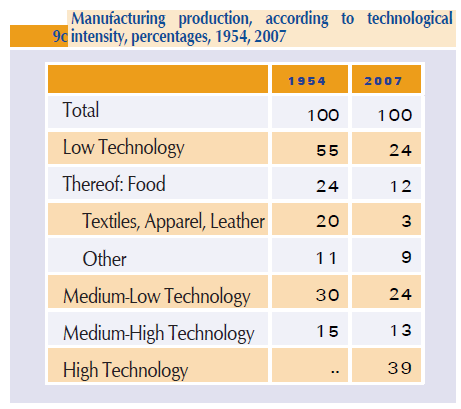 Manufacturing production, according to technological
9c intensity, percentages, 1954, 2007
1954 2007
Total 100 100
Low Technology 55 24
Thereof: Food 24 12
Textiles, Apparel, Leather 20 3
Other 11 9
Medium-Low Technology 30 24
Medium-High Technology 15 13
High Technology .. 39